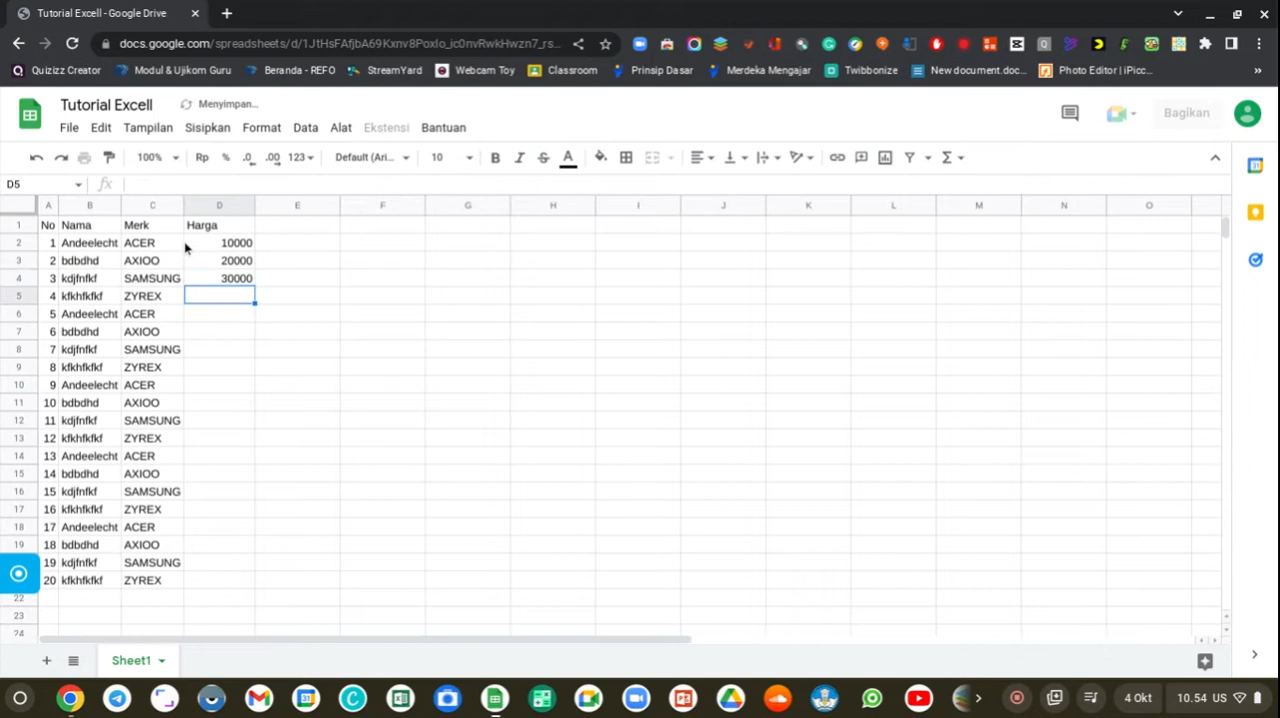 Tutorial Excell - Google Drive
docs.google.com/spreadsheets/d/1JtHsFAfjbA69Kxnv8PoxIo_ic0nvRwkHwzn7_rs...
Quizizz Creator Modul & Ujikom Guru Beranda - REFO StreamYard Webcam Toy Classroom Prinsip Dasar Merdeka Mengajar Twibbonize New document.doc... Photo Editor | iPicc... »
Tutorial Excell Menyimpan... Bagikan
File Edit Tampilan Sisipkan Format Data Alat Ekstensi Bantuan
100% Rp % .0 .00 123 Default (Ari... 10 B I S A Σ
D5 fx
A B C D E F G H I J K L M N O
1 No Nama Merk Harga
2 1 Andeelecht ACER 10000
3 2 bdbdhd AXIOO 20000
4 3 kdjfnfkf SAMSUNG 30000
5 4 kfkhfkfkf ZYREX
6 5 Andeelecht ACER
7 6 bdbdhd AXIOO
8 7 kdjfnfkf SAMSUNG
9 8 kfkhfkfkf ZYREX
10 9 Andeelecht ACER
11 10 bdbdhd AXIOO
12 11 kdjfnfkf SAMSUNG
13 12 kfkhfkfkf ZYREX
14 13 Andeelecht ACER
15 14 bdbdhd AXIOO
16 15 kdjfnfkf SAMSUNG
17 16 kfkhfkfkf ZYREX
18 17 Andeelecht ACER
19 18 bdbdhd AXIOO
19 kdjfnfkf SAMSUNG
20 kfkhfkfkf ZYREX
22
23
24
Sheet1
4 Okt 10.54 US